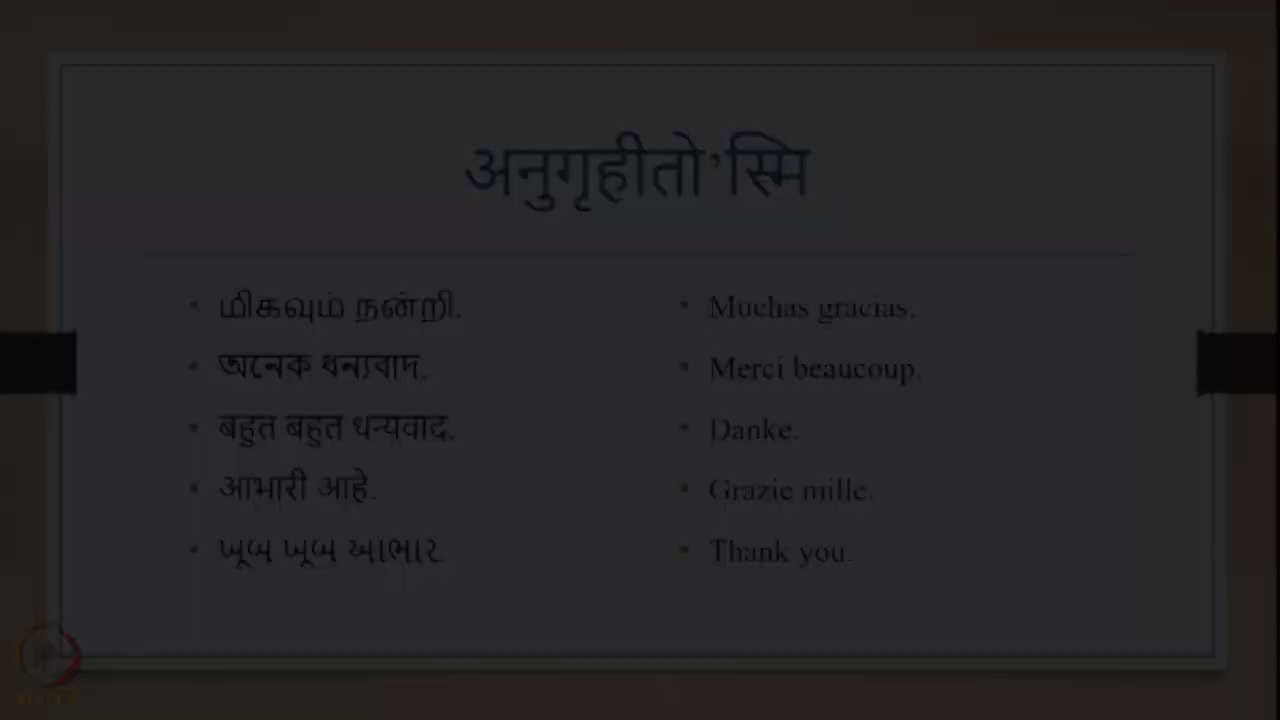 अनुगृहीतो’स्मि
மிகவும் நன்றி.
অনেক ধন্যবাদ.
बहुत बहुत धन्यवाद.
आभारी आहे.
ખૂબ ખૂબ આભાર
Muchas gracias.
Merci beaucoup.
Danke.
Grazie mille.
Thank you.